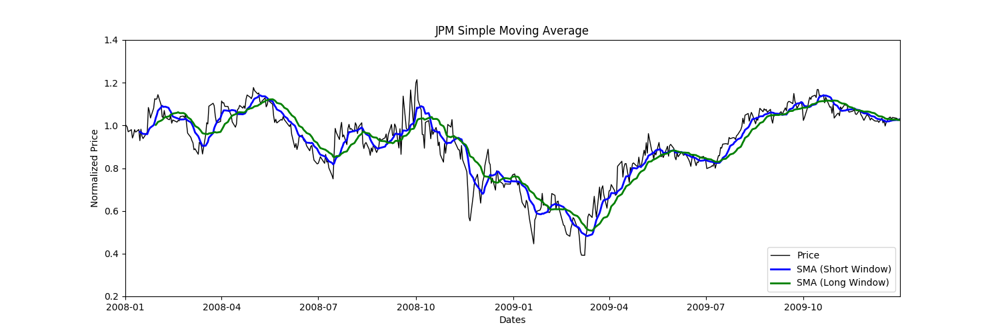 JPM Simple Moving Average
1.4
1.2
1.0
0.8
0.6
0.4
0.2
Normalized Price
Price
SMA (Short Window)
SMA (Long Window)
2008-01 2008-04 2008-07 2008-10 2009-01 2009-04 2009-07 2009-10
Dates